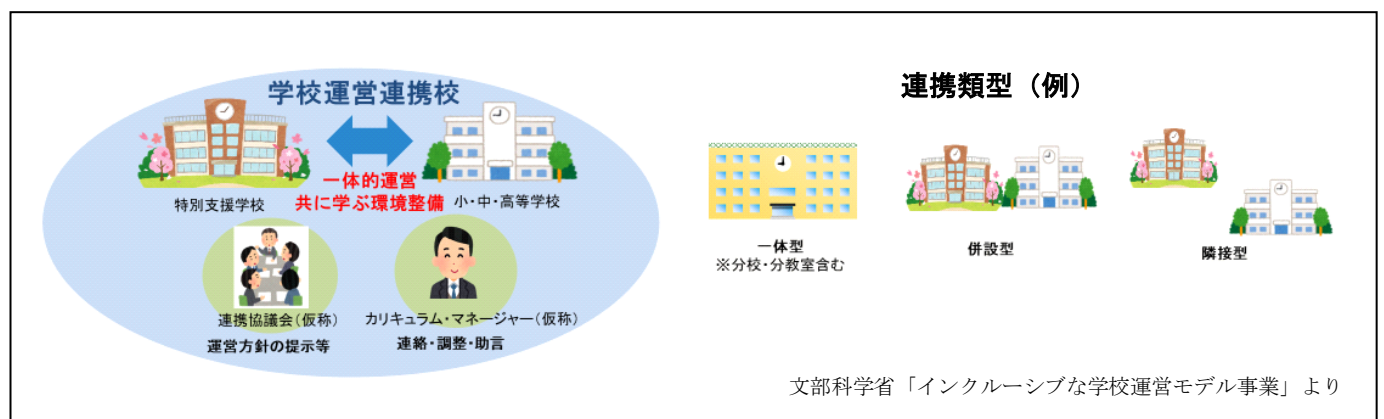 学校運営連携校
一体的運営
共に学ぶ環境整備
特別支援学校
小・中・高等学校
連携協議会(仮称)
運営方針の提示等
カリキュラム・マネージャー(仮称)
連絡・調整・助言
連携類型（例）
一体型
※分校・分教室含む
併設型
隣接型
文部科学省「インクルーシブな学校運営モデル事業」より